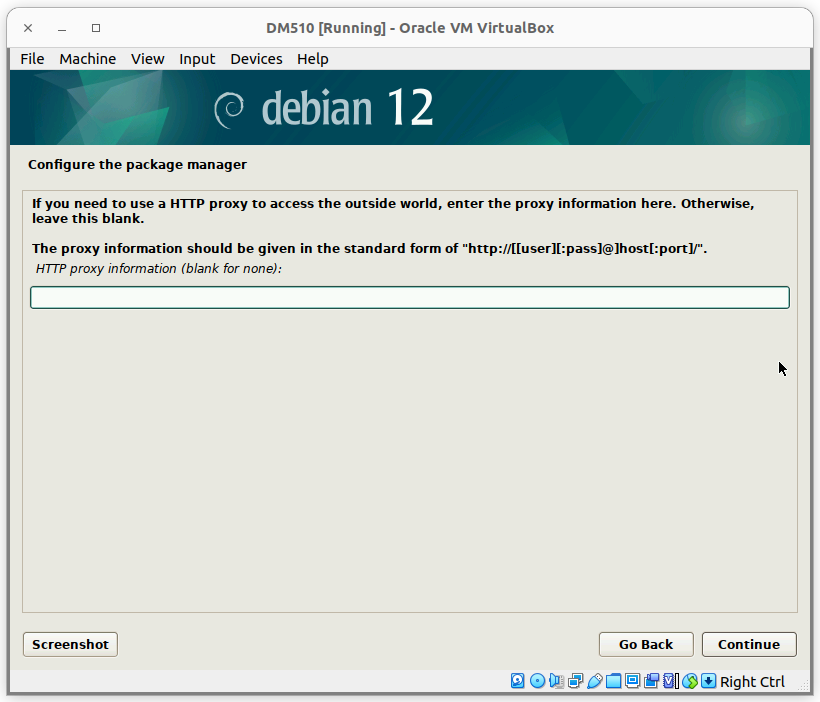 DM510 [Running] - Oracle VM VirtualBox
File Machine View Input Devices Help
debian 12
Configure the package manager
If you need to use a HTTP proxy to access the outside world, enter the proxy information here. Otherwise,
leave this blank.
The proxy information should be given in the standard form of "http://[[user][:pass]@]host[:port]/".
HTTP proxy information (blank for none):
Screenshot
Go Back
Continue
Right Ctrl